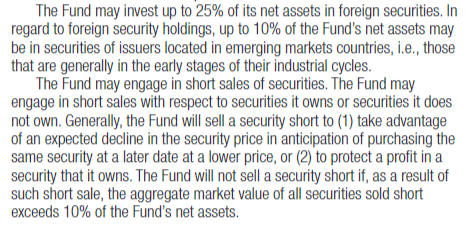 The Fund may invest up to 25% of its net assets in foreign securities. In
regard to foreign security holdings, up to 10% of the Fund's net assets may
be in securities of issuers located in emerging markets countries, i.e., those
that are generally in the early stages of their industrial cycles.
The Fund may engage in short sales of securities. The Fund may
engage in short sales with respect to securities it owns or securities it does
not own. Generally, the Fund will sell a security short to (1) take advantage
of an expected decline in the security price in anticipation of purchasing the
same security at a later date at a lower price, or (2) to protect a profit in a
security that it owns. The Fund will not sell a security short if, as a result of
such short sale, the aggregate market value of all securities sold short
exceeds 10% of the Fund's net assets.